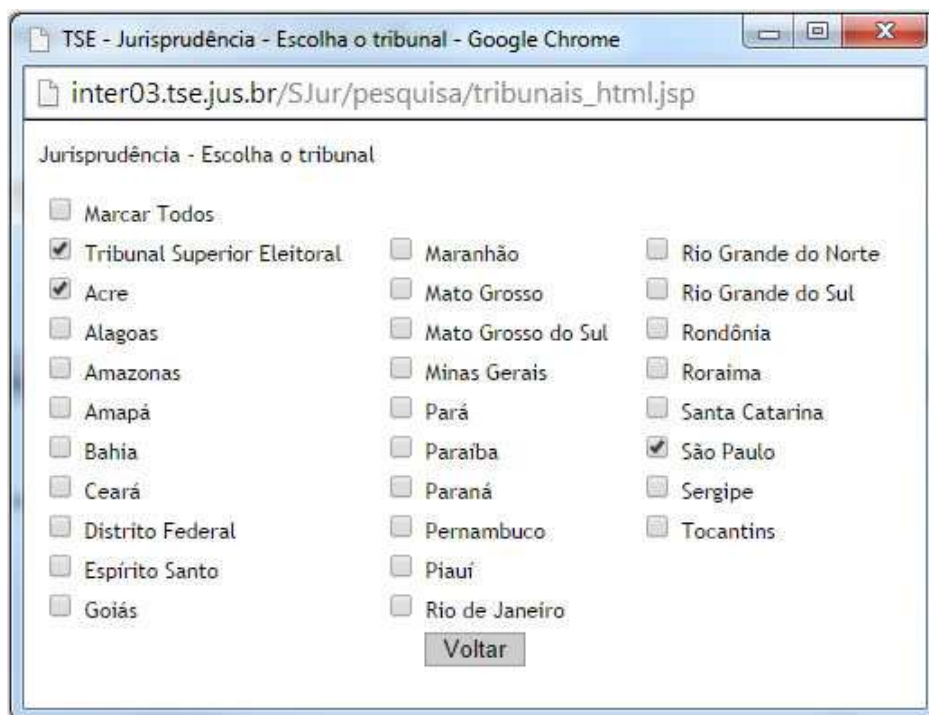 TSE - Jurisprudência - Escolha o tribunal - Google Chrome
inter03.tse.jus.br/SJur/pesquisa/tribunais_html.jsp
Jurisprudência - Escolha o tribunal
Marcar Todos
Tribunal Superior Eleitoral Maranhão Rio Grande do Norte
Acre Mato Grosso Rio Grande do Sul
Alagoas Mato Grosso do Sul Rondônia
Amazonas Minas Gerais Roraima
Amapá Pará Santa Catarina
Bahia Paraíba São Paulo
Ceará Paraná Sergipe
Distrito Federal Pernambuco Tocantins
Espírito Santo Piauí
Goiás Rio de Janeiro
Voltar